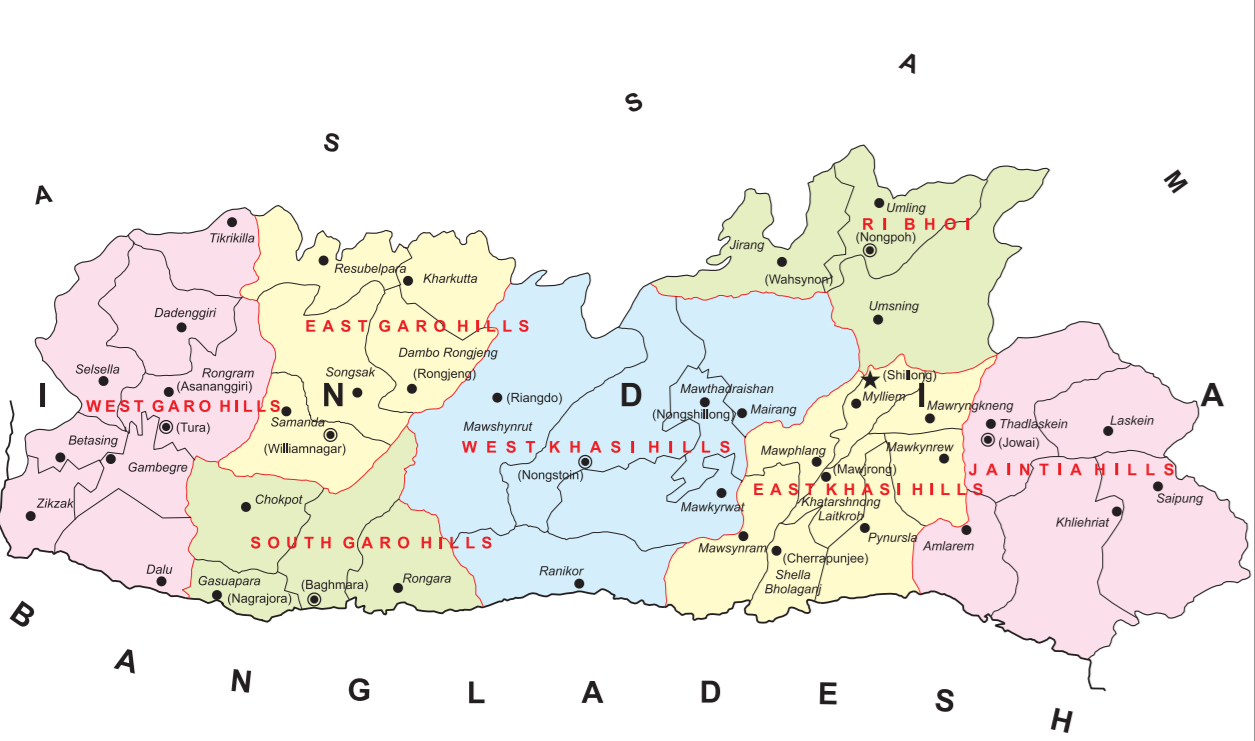 A S S A M
Tikrikilla
Resubelpara
Kharkutta
Jirang
(Wahsynon)
Umling
RI BHOI
(Nongpoh)
Umsning
Dadenggiri
EAST GARO HILLS
Dambo Rongjeng
(Rongjeng)
Songsak
Selsella
Rongram
(Asananggiri)
WEST GARO HILLS
(Tura)
Samanda
(Williamnagar)
Betasing
Gambegre
Zikzak
Dalu
I N D I A
(Riangdo)
Mawshynrut
WEST KHASI HILLS
(Nongstoin)
Mawthadraishan
(Nongshillong)
Mairang
Mawkyrwat
Ranikor
(Shillong)
Mylliem
Mawryngkneng
Mawphlang
Mawkynrew
(Mawjrong)
EAST KHASI HILLS
Khatarshnong
Laitkroh
Pynursla
Mawsynram
(Cherrapunjee)
Shella
Bholaganj
Thadlaskein
(Jowai)
Laskein
JAINTIA HILLS
Saipung
Khliehriat
Amlarem
Chokpot
SOUTH GARO HILLS
Gasuapara
(Nagrajora)
(Baghmara)
Rongara
B A N G L A D E S H